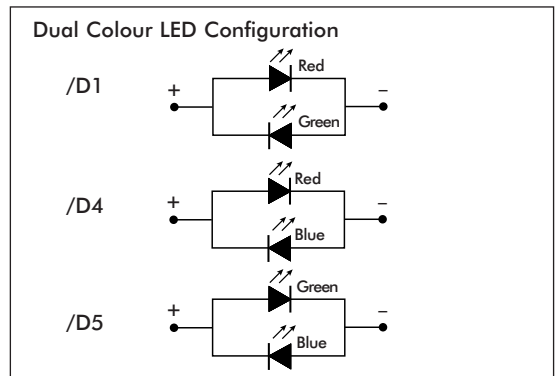 Dual Colour LED Configuration
/D1
+
Red
Green
–
/D4
+
Red
Blue
–
/D5
+
Green
Blue
–